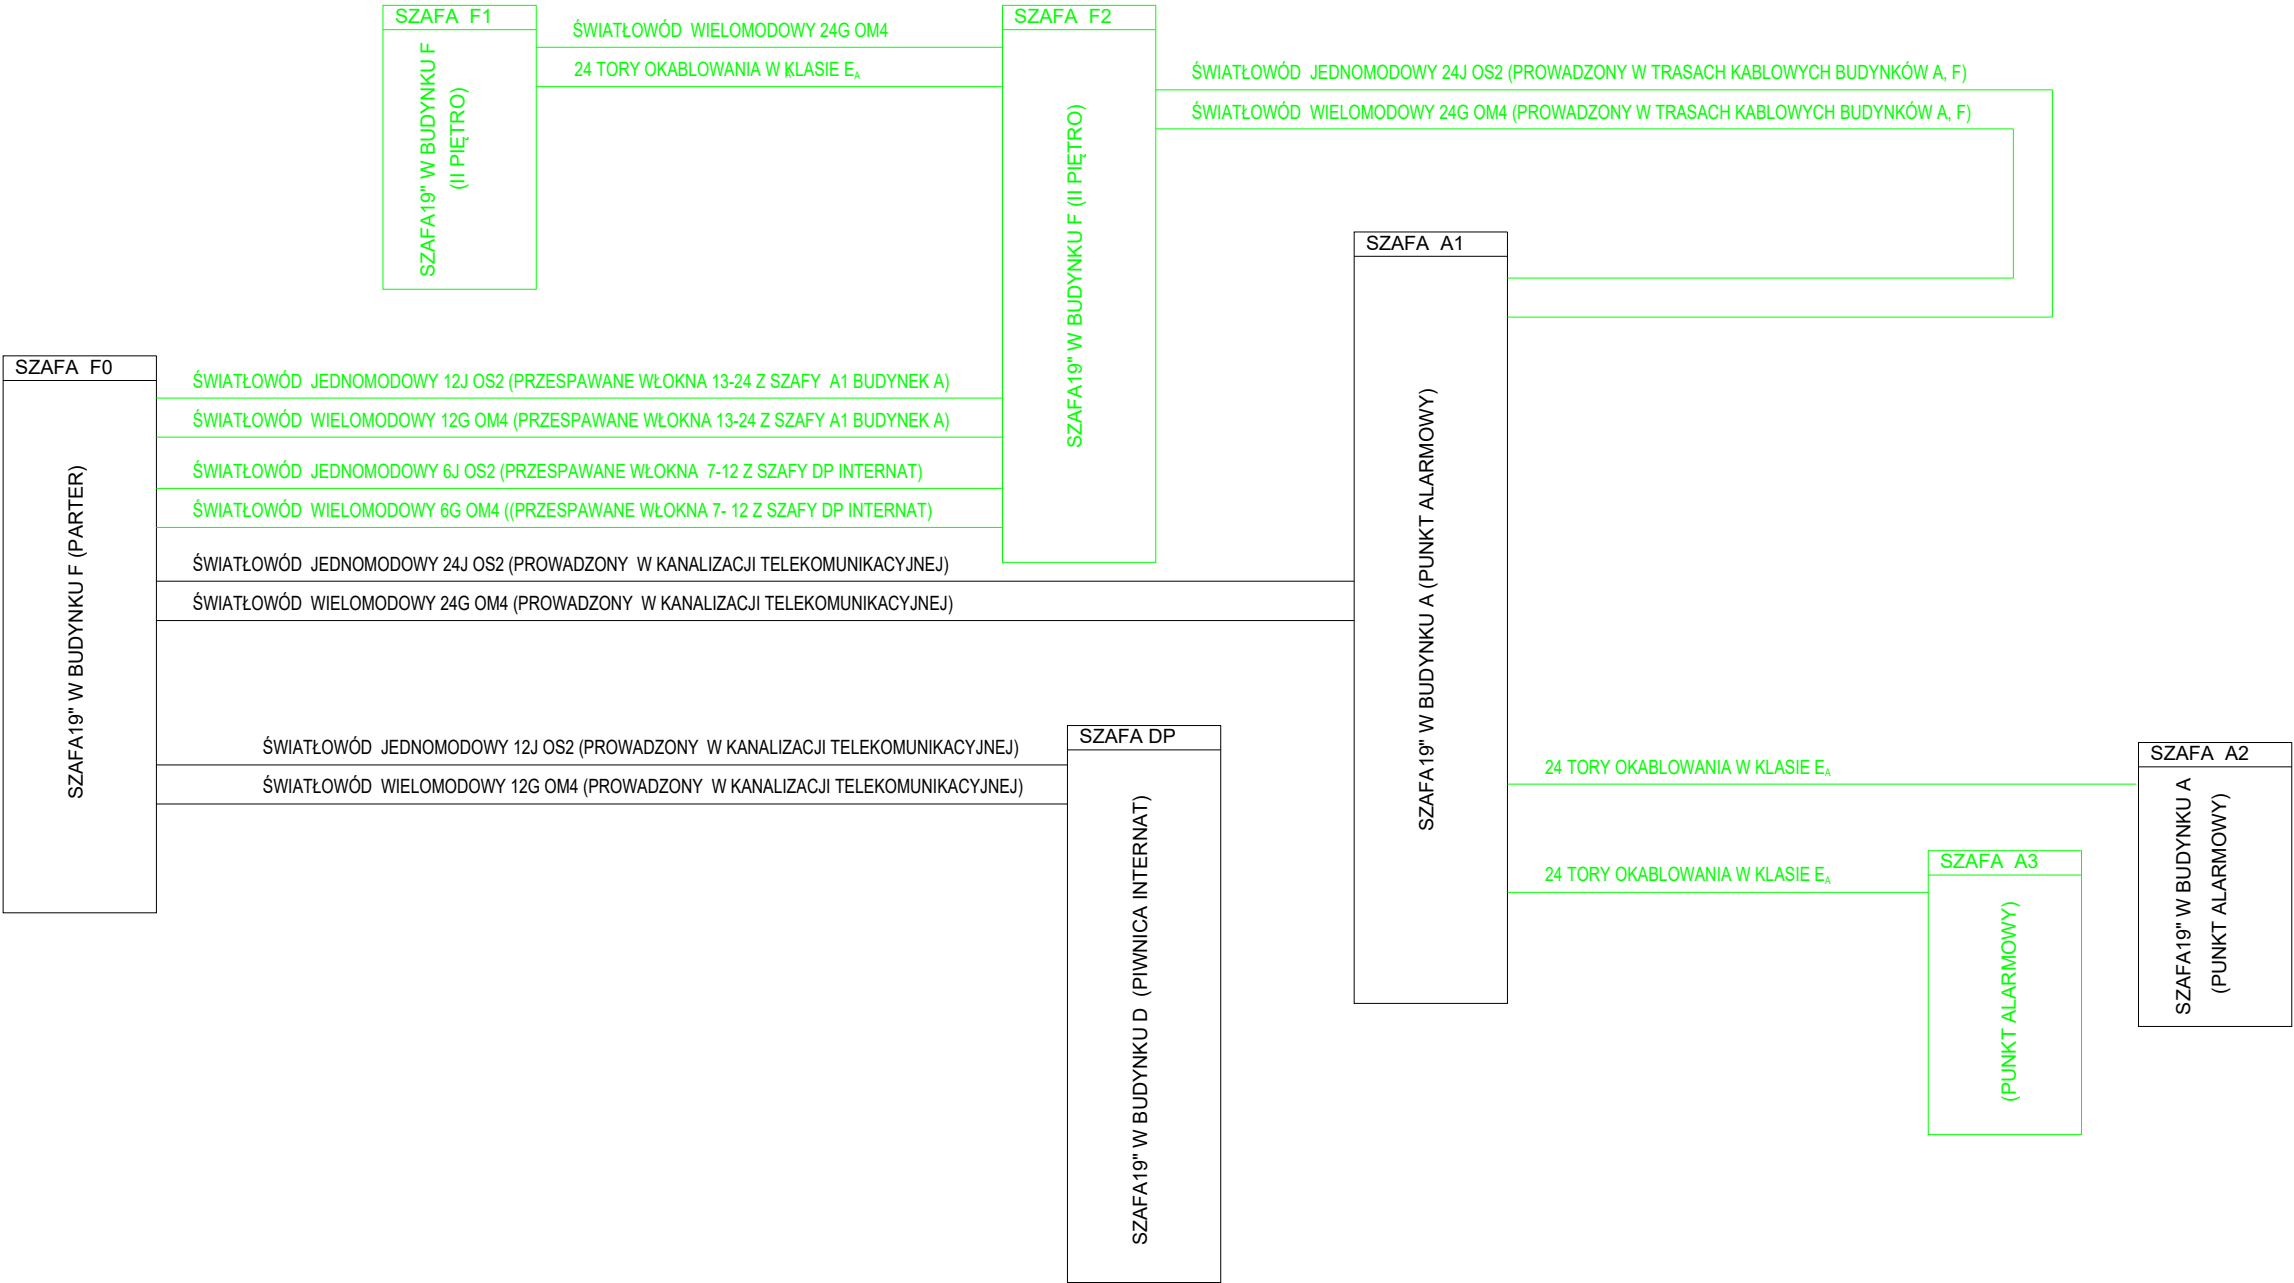 SZAFA F1
SZAFA19" W BUDYNKU F
(II PIĘTRO)
ŚWIATŁOWÓD WIELOMODOWY 24G OM4
24 TORY OKABLOWANIA W KLASIE EA
SZAFA F2
SZAFA19" W BUDYNKU F (II PIĘTRO)
ŚWIATŁOWÓD JEDNOMODOWY 24J OS2 (PROWADZONY W TRASACH KABLOWYCH BUDYNKÓW A, F)
ŚWIATŁOWÓD WIELOMODOWY 24G OM4 (PROWADZONY W TRASACH KABLOWYCH BUDYNKÓW A, F)
SZAFA A1
SZAFA19" W BUDYNKU A (PUNKT ALARMOWY)
SZAFA F0
SZAFA19" W BUDYNKU F (PARTER)
ŚWIATŁOWÓD JEDNOMODOWY 12J OS2 (PRZESPAWANE WŁOKNA 13-24 Z SZAFY A1 BUDYNEK A)
ŚWIATŁOWÓD WIELOMODOWY 12G OM4 (PRZESPAWANE WŁOKNA 13-24 Z SZAFY A1 BUDYNEK A)
ŚWIATŁOWÓD JEDNOMODOWY 6J OS2 (PRZESPAWANE WŁOKNA 7-12 Z SZAFY DP INTERNAT)
ŚWIATŁOWÓD WIELOMODOWY 6G OM4 ((PRZESPAWANE WŁOKNA 7- 12 Z SZAFY DP INTERNAT)
ŚWIATŁOWÓD JEDNOMODOWY 24J OS2 (PROWADZONY W KANALIZACJI TELEKOMUNIKACYJNEJ)
ŚWIATŁOWÓD WIELOMODOWY 24G OM4 (PROWADZONY W KANALIZACJI TELEKOMUNIKACYJNEJ)
ŚWIATŁOWÓD JEDNOMODOWY 12J OS2 (PROWADZONY W KANALIZACJI TELEKOMUNIKACYJNEJ)
ŚWIATŁOWÓD WIELOMODOWY 12G OM4 (PROWADZONY W KANALIZACJI TELEKOMUNIKACYJNEJ)
SZAFA DP
SZAFA19" W BUDYNKU D (PIWNICA INTERNAT)
24 TORY OKABLOWANIA W KLASIE EA
SZAFA A2
SZAFA19" W BUDYNKU A
(PUNKT ALARMOWY)
24 TORY OKABLOWANIA W KLASIE EA
SZAFA A3
(PUNKT ALARMOWY)